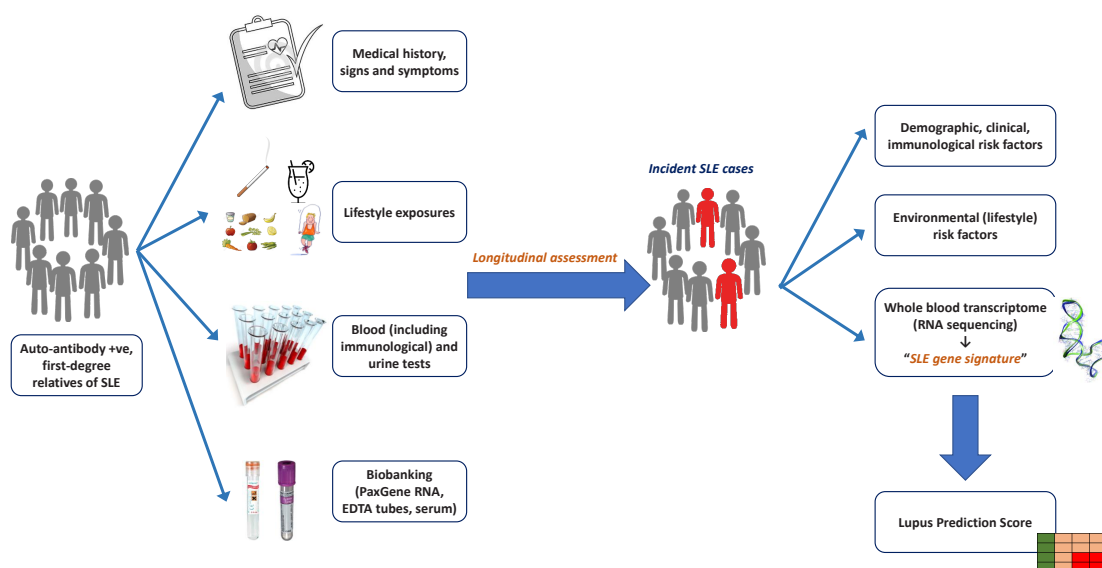 Medical history,
signs and symptoms
Lifestyle exposures
Auto-antibody +ve,
first-degree
relatives of SLE
Blood (including
immunological) and
urine tests
Biobanking
(PaxGene RNA,
EDTA tubes, serum)
Longitudinal assessment
Incident SLE cases
Demographic, clinical,
immunological risk factors
Environmental (lifestyle)
risk factors
Whole blood transcriptome
(RNA sequencing)
↓
“SLE gene signature”
Lupus Prediction Score